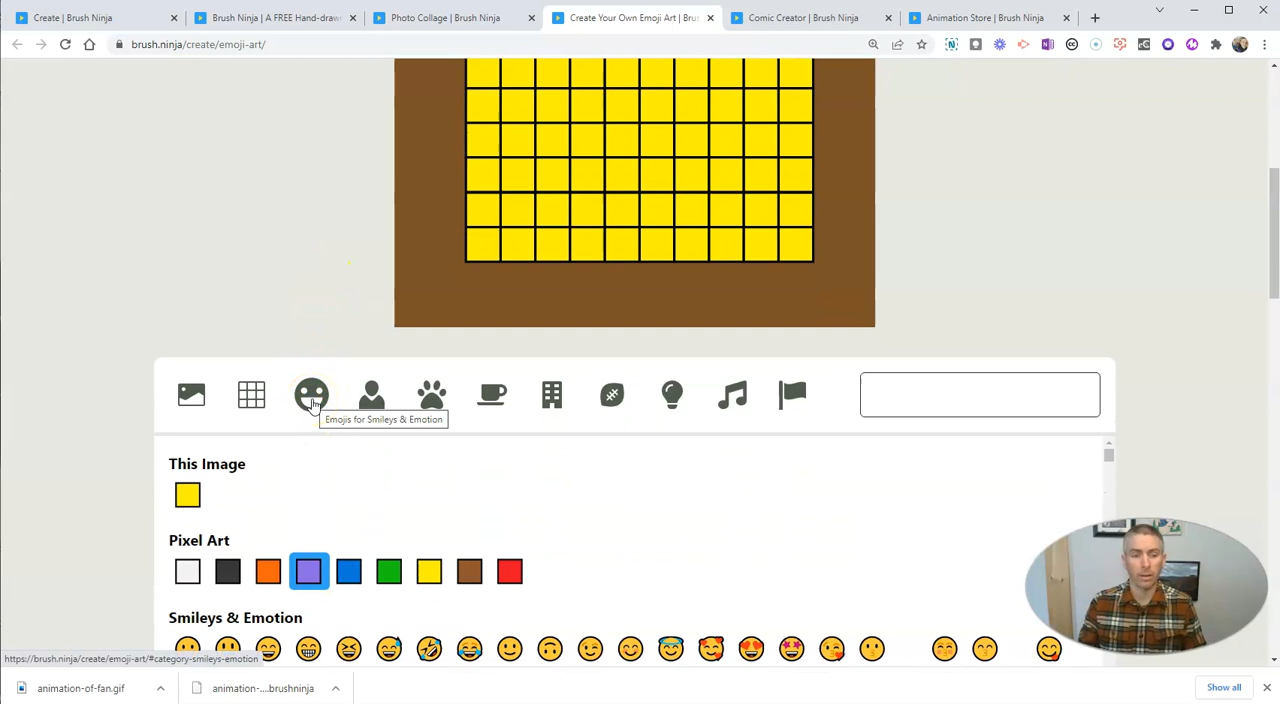 Create | Brush Ninja
Brush Ninja | A FREE Hand-draw
Photo Collage | Brush Ninja
Create Your Own Emoji Art | Bru
Comic Creator | Brush Ninja
Animation Store | Brush Ninja
brush.ninja/create/emoji-art/
Emojis for Smileys & Emotion
This Image
Pixel Art
Smileys & Emotion
https://brush.ninja/create/emoji-art/#category-smileys-emotion
animation-of-fan.gif
animation-....brushninja
Show all